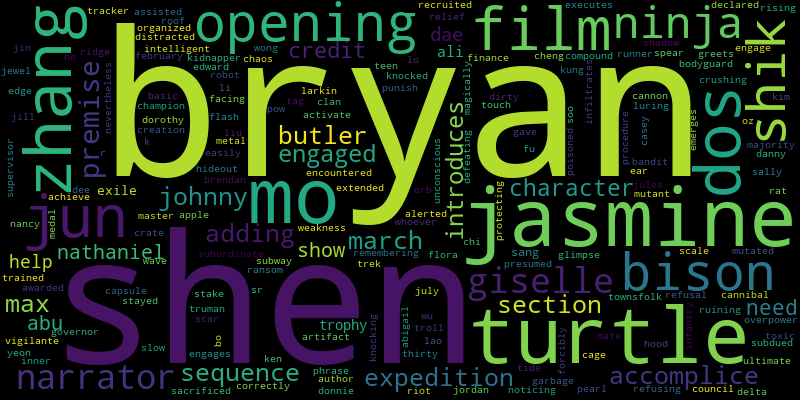 tracker assisted recruited executes declared rising
roof
zhang opening film ninja shik
organized
distracted
intelligent
february
kidnapper
edward
credit dae ali
relief
wong chaos
teen knocked
punish
finance cheng compound runner spear greets bodyguard engage
shadow
jin ne ridge
jewel
edge
jill
premise
nevertheless
bryan
robot
li
facing
larkin
clan
activate
lo
kung
touch
dirty
luring
cannon
crushing
dos
kim
basic
champion
dorothy
creation
k
flash
liu
metal
easily
tag
pow
butler
engaged
introduces
unconscious
magically
defeating
gave
fu
poisoned
soo
infiltrates
procedure
casey
bandit
ear
emerges
oz
majority
danny
sally
rat
supervisor
r
hideout
brendan
encountered
extended
orb
jules
mutant
dee
achieve
exile
johnny
mo
weakness
alerted
whoever
character
protecting
jasmine
nancy
medal
jun
master apple
crate
adding
subordinate
show
march
remembering
chi
sang
glimpse
scale mutated
help
nathaniel
wave
subway
ransom
trek
flora
presumed
toxic
trained
awarded
capsule
shen
sr
july
giselle
bison
townsfolk refusal cannibal
max
abu
stayed
stake
truman
scar
trophy
artifact
wu
troll
lao
section
ruining
need
overpower
governor
vigilante
yeon
inner
slow
bo
engages
ken
knocking
abigail
thirty
turtle
forcibly
cage
hood
mate
infantry
subdued
ultimate
narrator
sequence
phrase
author
expedition
tide
garbage
accomplice
sacrificed
correctly
donnie
riot
jordan
noticing
pearl
refusing
council
delta